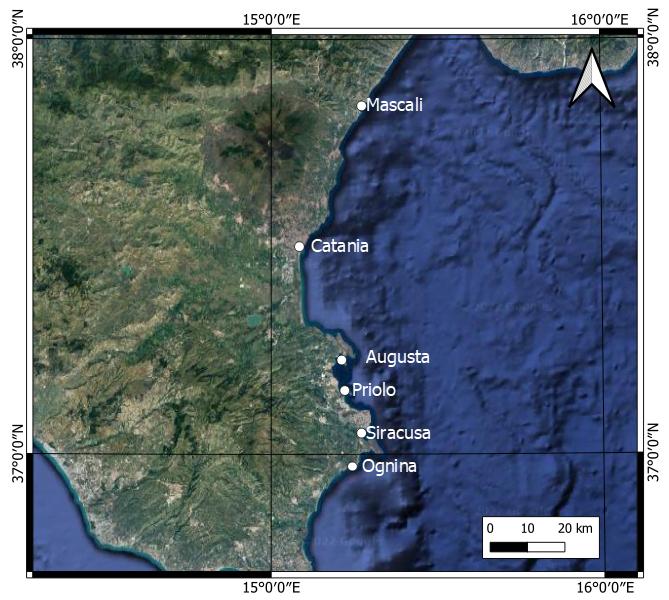 15°0′0″E 16°0′0″E
38°0′0″N 38°0′0″N
Mascali
Catania
Augusta
Priolo
Siracusa
37°0′0″N 37°0′0″N
Ognina
0 10 20 km
15°0′0″E 16°0′0″E